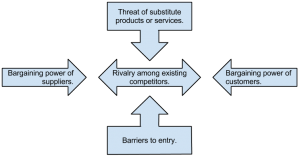 Threat of substitute
products or services.
Bargaining power of
suppliers.
Rivalry among existing
competitors.
Bargaining power of
customers.
Barriers to entry.